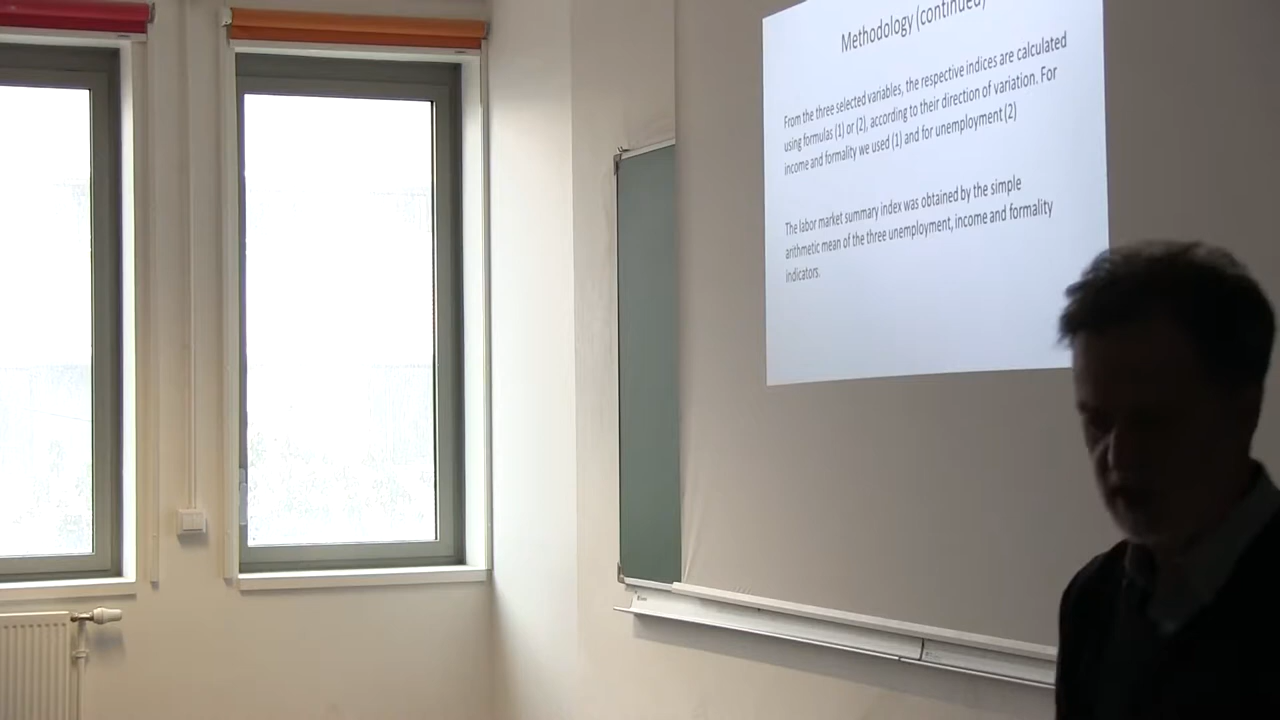 Methodology (continued)
From the three selected variables, the respective indices are calculated
using formulas (1) or (2), according to their direction of variation. For
income and formality we used (1) and for unemployment (2)
The labor market summary index was obtained by the simple
arithmetic mean of the three unemployment, income and formality
indicators.